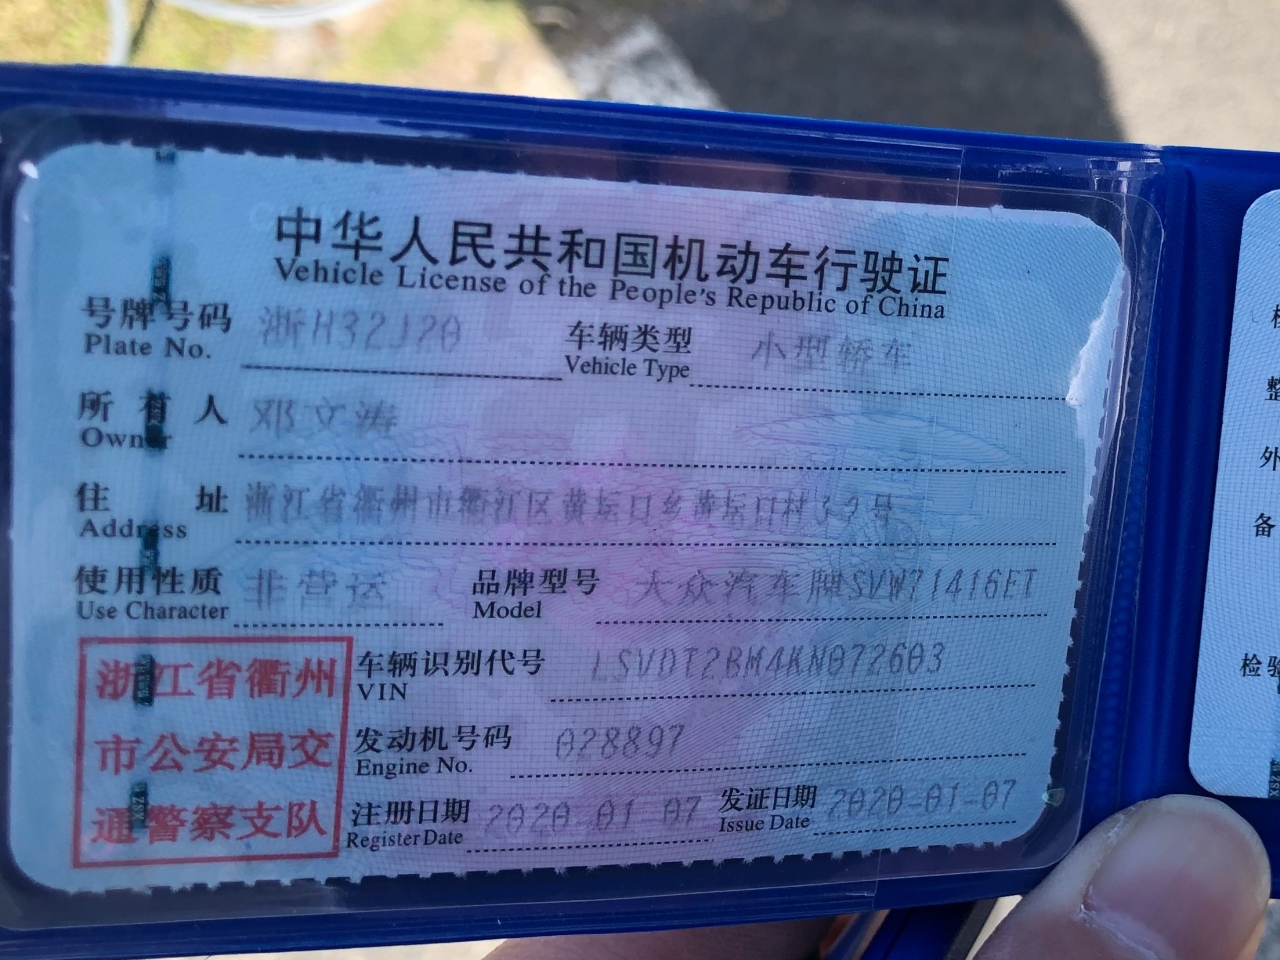 中华人民共和国机动车行驶证
Vehicle License of the People's Republic of China
号牌号码 浙H32J70 车辆类型 小型轿车
Plate No. Vehicle Type
所有人 邓文涛
Owner
住址 浙江省衢州市衢江区黄坛口乡黄坛口村39号
Address
使用性质 非营运 品牌型号 大众汽车牌SVW71416ET
Use Character Model
浙江省衢州
市公安局交
通警察支队
车辆识别代号 LSVDT2BM4KN072603
VIN
发动机号码 028897
Engine No.
注册日期 2020-01-07 发证日期 2020-01-07
Register Date Issue Date
整
外
备
检验